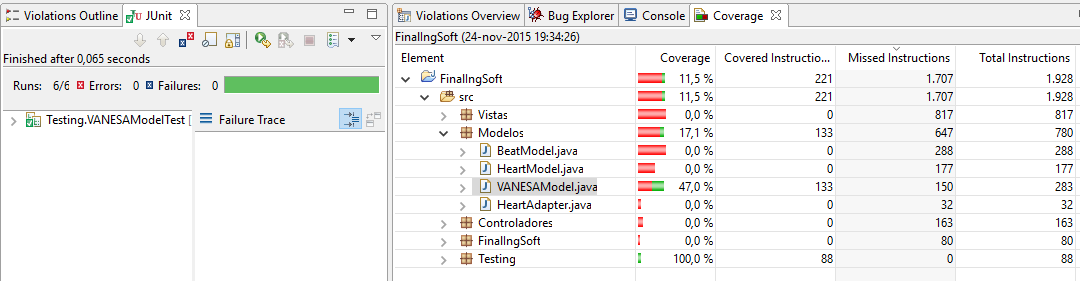 Violations Outline JUnit
Finished after 0,065 seconds
Runs: 6/6 Errors: 0 Failures: 0
Testing.VANESAModelTest [
Failure Trace
Violations Overview Bug Explorer Console Coverage
FinalIngSoft (24-nov-2015 19:34:26)
Element Coverage Covered Instructio... Missed Instructions Total Instructions
FinalIngSoft 11,5 % 221 1.707 1.928
src 11,5 % 221 1.707 1.928
Vistas 0,0 % 0 817 817
Modelos 17,1 % 133 647 780
BeatModel.java 0,0 % 0 288 288
HeartModel.java 0,0 % 0 177 177
VANESAModel.java 47,0 % 133 150 283
HeartAdapter.java 0,0 % 0 32 32
Controladores 0,0 % 0 163 163
FinalIngSoft 0,0 % 0 80 80
Testing 100,0 % 88 0 88